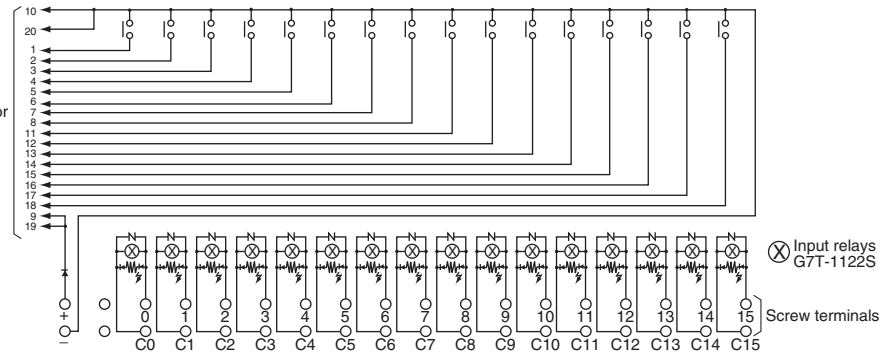 10
20
1
2
3
4
5
6
7
8
11
12
13
14
15
16
17
18
9
19
or
N N N N N N N N N N N N N N N N
Input relays
G7T-1122S
+ 0 1 2 3 4 5 6 7 8 9 10 11 12 13 14 15
Screw terminals
− C0 C1 C2 C3 C4 C5 C6 C7 C8 C9 C10 C11 C12 C13 C14 C15